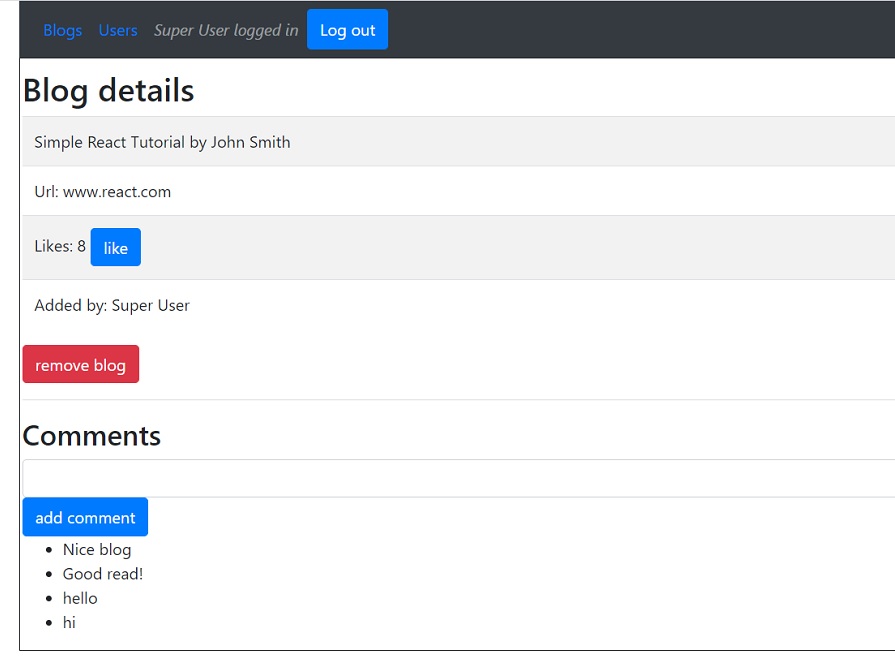 Blogs Users Super User logged in Log out
Blog details
Simple React Tutorial by John Smith
Url: www.react.com
Likes: 8 like
Added by: Super User
remove blog
Comments
add comment
Nice blog
Good read!
hello
hi